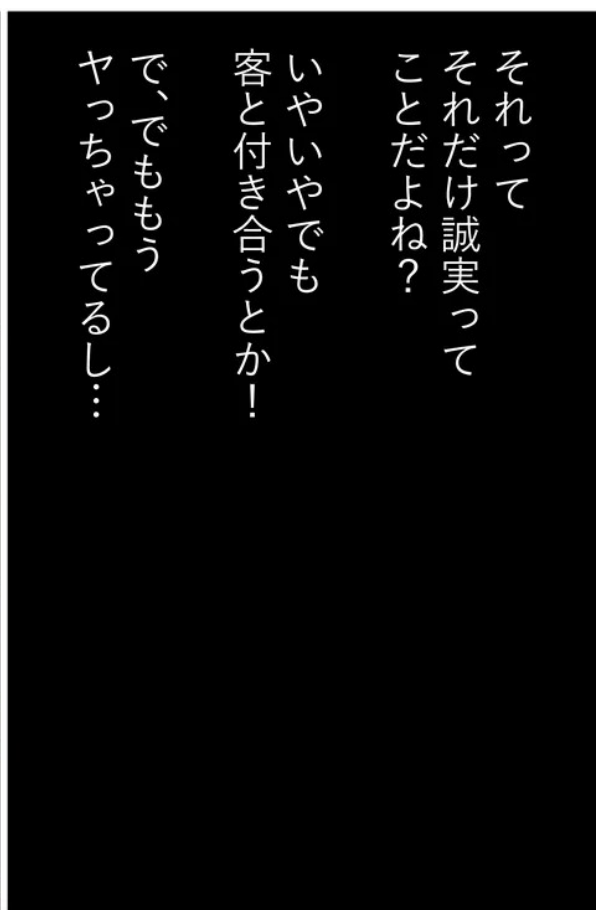 それって
それだけ誠実って
ことだよね?
いやいやでも
客と付き合うとか!
で、でももう
ヤっちゃってるし…